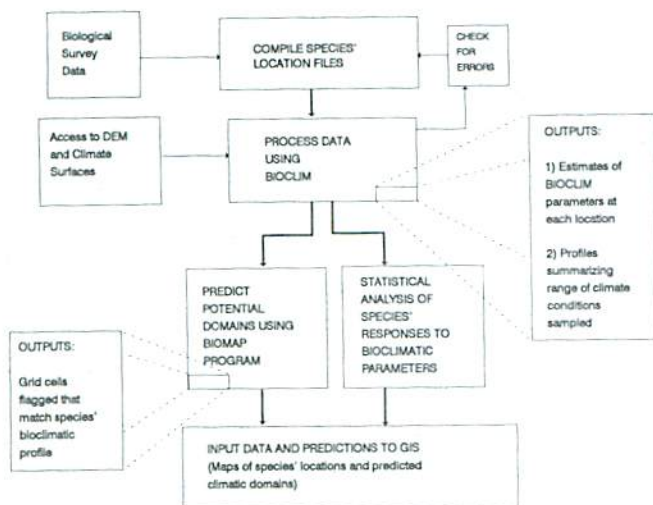 Biological
Survey
Data
COMPILE SPECIES'
LOCATION FILES
CHECK
FOR
ERRORS
Access to DEM
and Climate
Surfaces
PROCESS DATA
USING
BIOCLIM
OUTPUTS:
1) Estimates of
BIOCLIM
parameters at
each location
2) Profiles
summarizing
range of climate
conditions
sampled
PREDICT
POTENTIAL
DOMAINS USING
BIOMAP
PROGRAM
STATISTICAL
ANALYSIS OF
SPECIES'
RESPONSES TO
BIOCLIMATIC
PARAMETERS
OUTPUTS:
Grid cells
flagged that
match species'
bioclimatic
profile
INPUT DATA AND PREDICTIONS TO GIS
(Maps of species' locations and predicted
climatic domains)